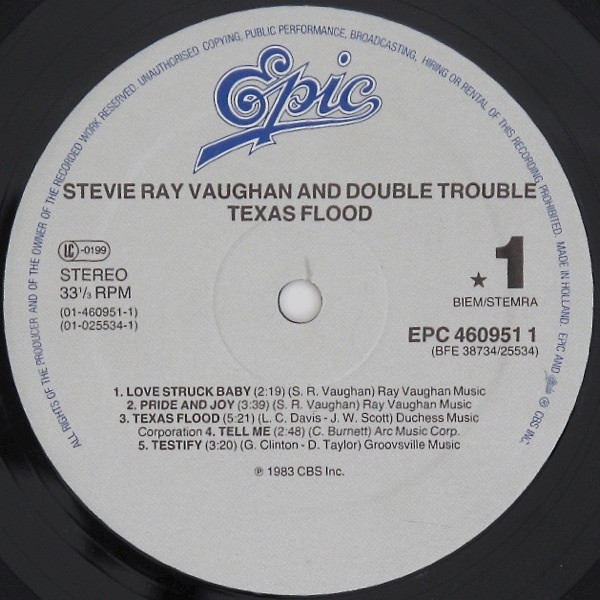 ALL RIGHTS OF THE PRODUCER AND OF THE OWNER OF THE RECORDED WORK RESERVED. UNAUTHORISED COPYING, PUBLIC PERFORMANCE, BROADCASTING, HIRING OR RENTAL OF THIS RECORDING PROHIBITED. MADE IN HOLLAND. EPIC AND Epic ℗ CBS INC.
Epic
STEVIE RAY VAUGHAN AND DOUBLE TROUBLE
TEXAS FLOOD
LC -0199
STEREO
33 1/3 RPM
(01-460951-1)
(01-025534-1)
★ 1
BIEM/STEMRA
EPC 460951 1
(BFE 38734/25534)
1. LOVE STRUCK BABY (2:19) (S. R. Vaughan) Ray Vaughan Music
2. PRIDE AND JOY (3:39) (S. R. Vaughan) Ray Vaughan Music
3. TEXAS FLOOD (5:21) (L. C. Davis - J. W. Scott) Duchess Music
Corporation 4. TELL ME (2:48) (C. Burnett) Arc Music Corp.
5. TESTIFY (3:20) (G. Clinton - D. Taylor) Groovsville Music
℗ 1983 CBS Inc.